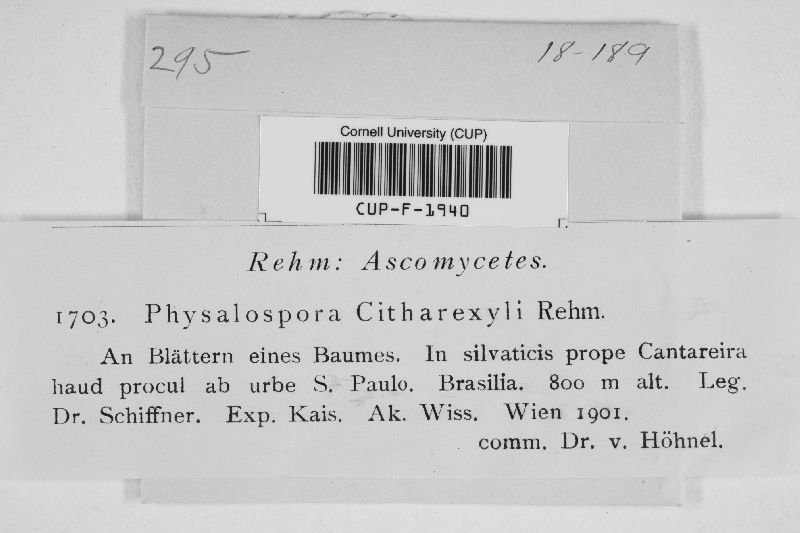 295
18-189
Cornell University (CUP)
CUP-F-1940
Rehm: Ascomycetes.
1703. Physalospora Citharexyli Rehm.
An Blättern eines Baumes. In silvaticis prope Cantareira
haud procul ab urbe S. Paulo. Brasilia. 800 m alt. Leg.
Dr. Schiffner. Exp. Kais. Ak. Wiss. Wien 1901.
comm. Dr. v. Höhnel.